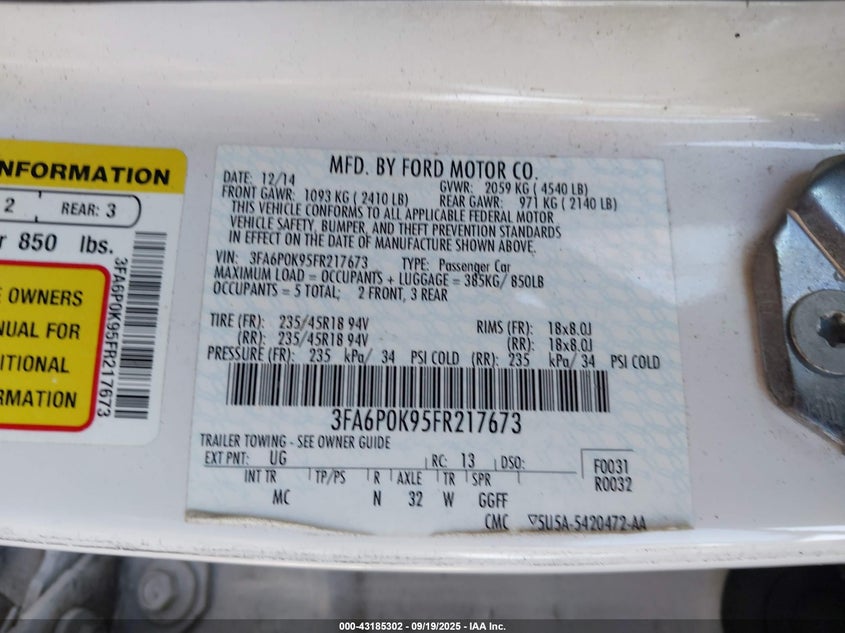 NFORMATION
2 REAR: 3
r 850 lbs.
E OWNERS
NUAL FOR
ITIONAL
RMATION
3FA6P0K95FR217673
MFD. BY FORD MOTOR CO.
DATE: 12/14 GVWR: 2059 KG ( 4540 LB)
FRONT GAWR: 1093 KG ( 2410 LB) REAR GAWR: 971 KG ( 2140 LB)
THIS VEHICLE CONFORMS TO ALL APPLICABLE FEDERAL MOTOR
VEHICLE SAFETY, BUMPER, AND THEFT PREVENTION STANDARDS
IN EFFECT ON THE DATE OF MANUFACTURE SHOWN ABOVE.
VIN: 3FA6P0K95FR217673 TYPE: Passenger Car
MAXIMUM LOAD = OCCUPANTS + LUGGAGE = 385KG/ 850LB
OCCUPANTS = 5 TOTAL; 2 FRONT, 3 REAR
TIRE (FR): 235/45R18 94V RIMS (FR): 18x8.0J
(RR): 235/45R18 94V (RR): 18x8.0J
PRESSURE (FR): 235 kPa/ 34 PSI COLD (RR): 235 kPa/ 34 PSI COLD
3FA6P0K95FR217673
TRAILER TOWING - SEE OWNER GUIDE
EXT PNT: UG RC: 13 DSO: F0031
R0032
INT TR TP/PS R AXLE TR SPR
MC N 32 W GGFF
CMC ▽5U5A-5420472-AA
000-43185302 - 09/19/2025 - IAA Inc.